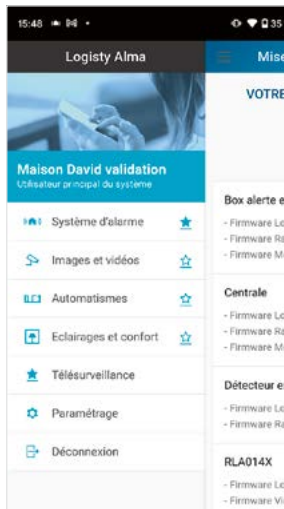 15:48
35
Logisty Alma
Mise
VOTRE
Maison David validation
Utilisateur principal du système
Système d'alarme
Images et vidéos
Automatismes
Eclairages et confort
Télésurveillance
Paramétrage
Déconnexion
Box alerte e
- Firmware Lo
- Firmware Ra
- Firmware M
Centrale
- Firmware Lo
- Firmware Ra
- Firmware M
Détecteur e
- Firmware Lo
- Firmware Ra
RLA014X
- Firmware Lo
- Firmware Vi